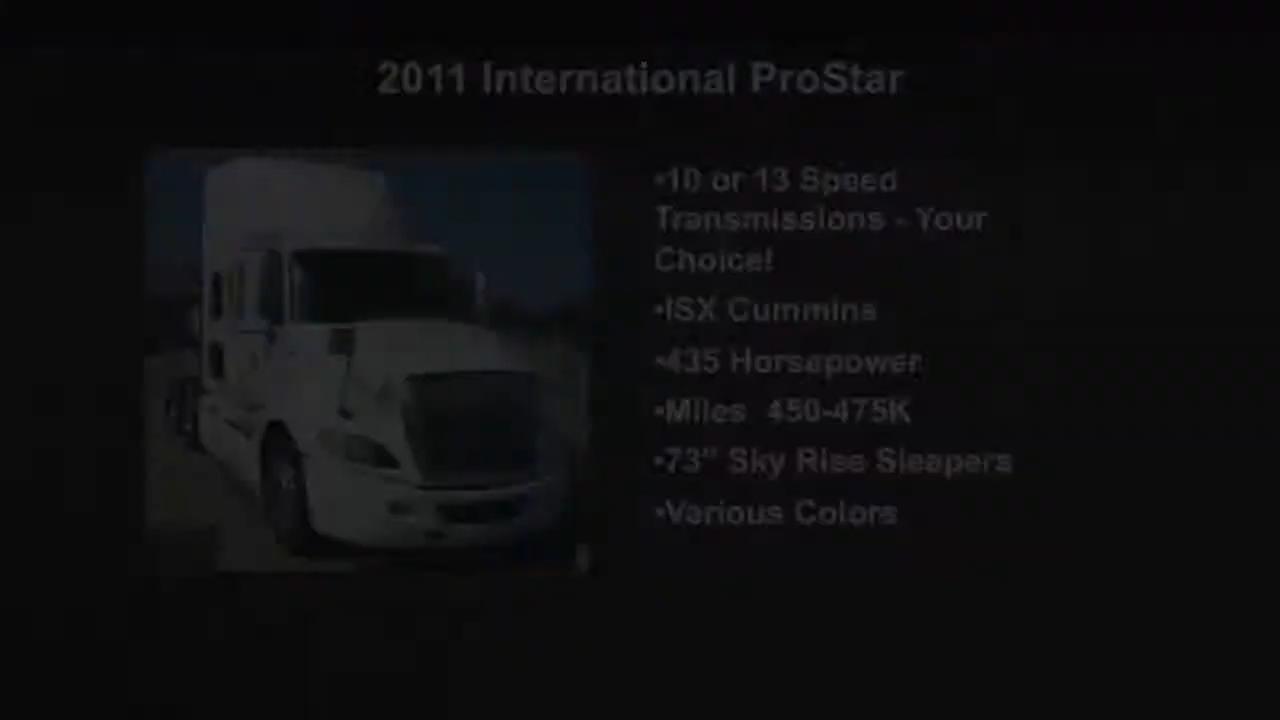 2011 International ProStar
•10 or 13 Speed
Transmissions - Your
Choice!
•ISX Cummins
•435 Horsepower
•Miles  450-475K
•73" Sky Rise Sleepers
•Various Colors